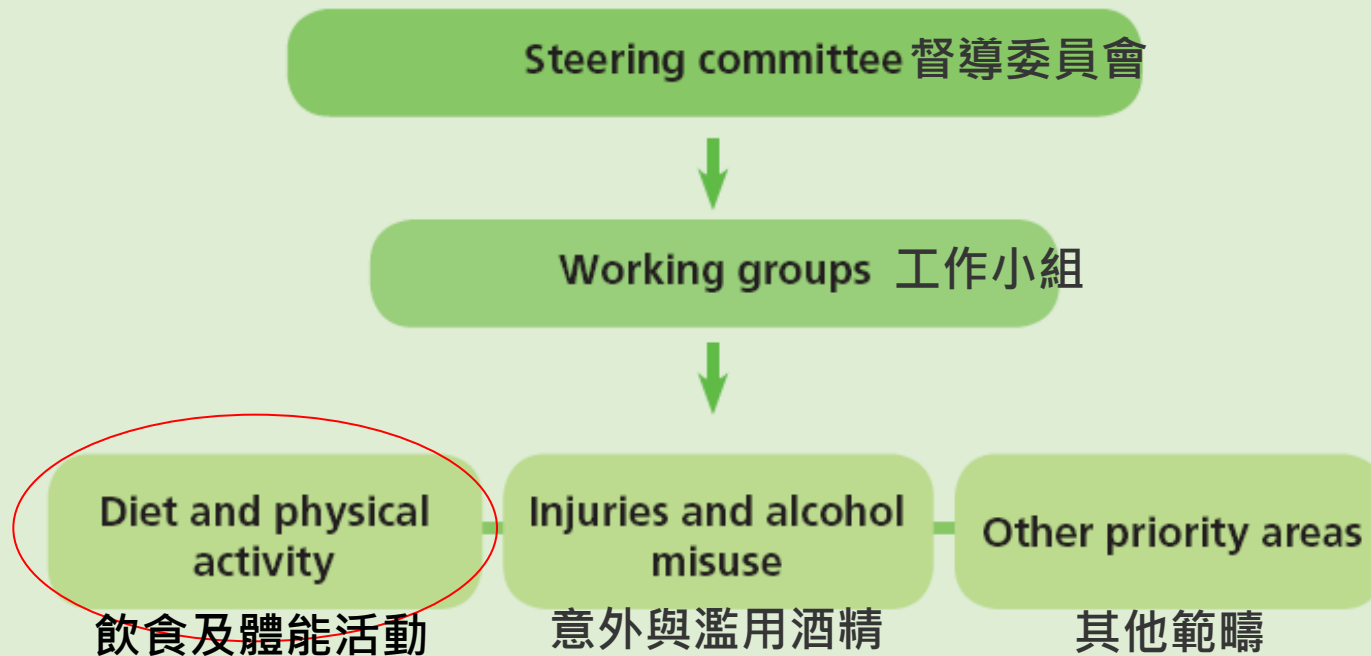 Steering committee 督導委員會
Working groups 工作小組
Diet and physical
activity
飲食及體能活動
Injuries and alcohol
misuse
意外與濫用酒精
Other priority areas
其他範疇